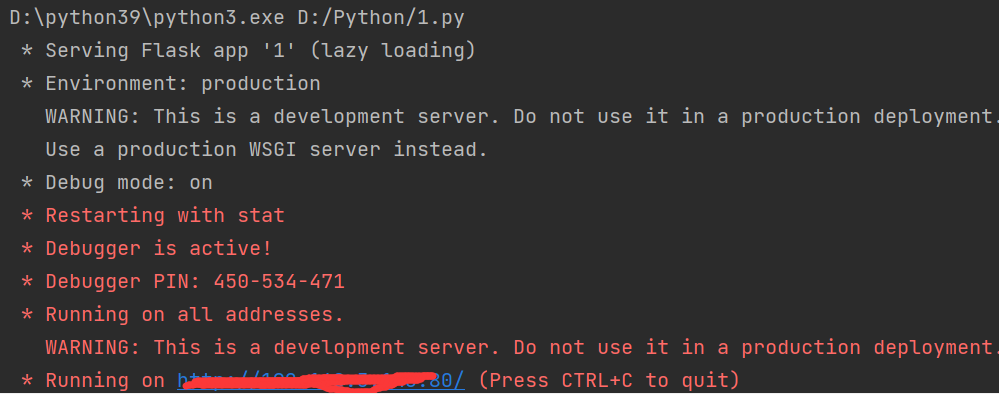 D:\python39\python3.exe D:/Python/1.py
* Serving Flask app '1' (lazy loading)
* Environment: production
WARNING: This is a development server. Do not use it in a production deployment.
Use a production WSGI server instead.
* Debug mode: on
* Restarting with stat
* Debugger is active!
* Debugger PIN: 450-534-471
* Running on all addresses.
WARNING: This is a development server. Do not use it in a production deployment.
* Running on :80/ (Press CTRL+C to quit)